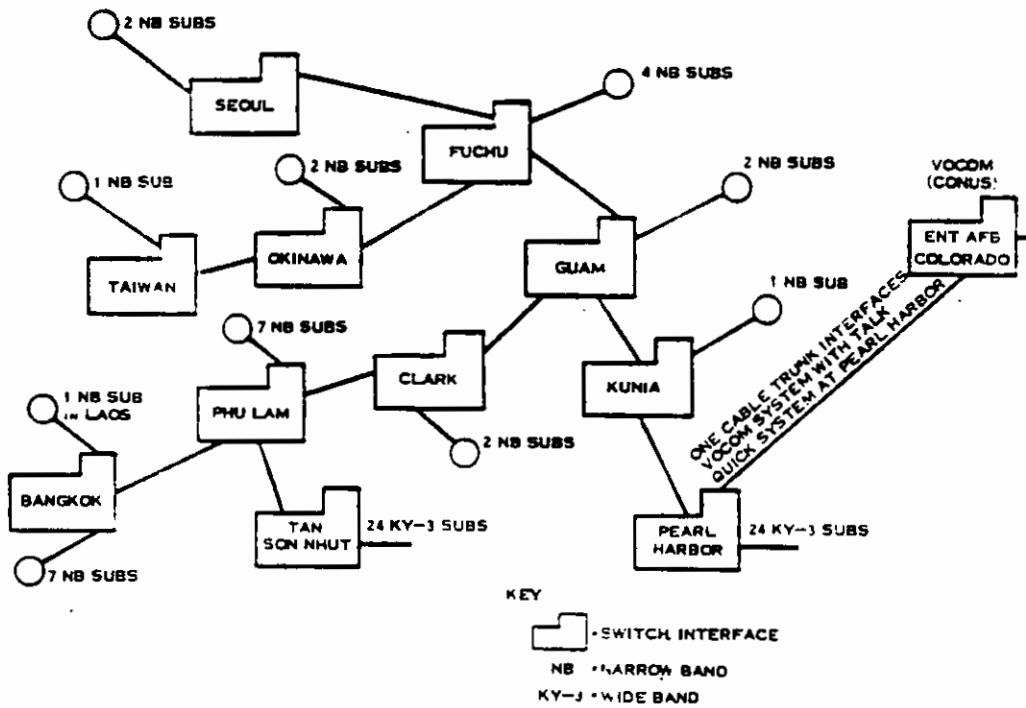 2 NB SUBS
SEOUL
4 NB SUBS
FUCHU
2 NB SUBS
1 NB SUB
OKINAWA
TAIWAN
2 NB SUBS
GUAM
VOCOM
(CONUS)
ENT AFB
COLORADO
1 NB SUB
KUNIA
7 NB SUBS
CLARK
PHU LAM
2 NB SUBS
1 NB SUB
IN LAOS
BANGKOK
7 NB SUBS
TAN
SON NHUT
24 KY-3 SUBS
ONE CABLE TRUNK INTERFACES
VOCOM SYSTEM WITH TALK
QUICK SYSTEM AT PEARL HARBOR
PEARL
HARBOR
24 KY-3 SUBS
KEY
- SWITCH INTERFACE
NB - NARROW BAND
KY-3 - WIDE BAND